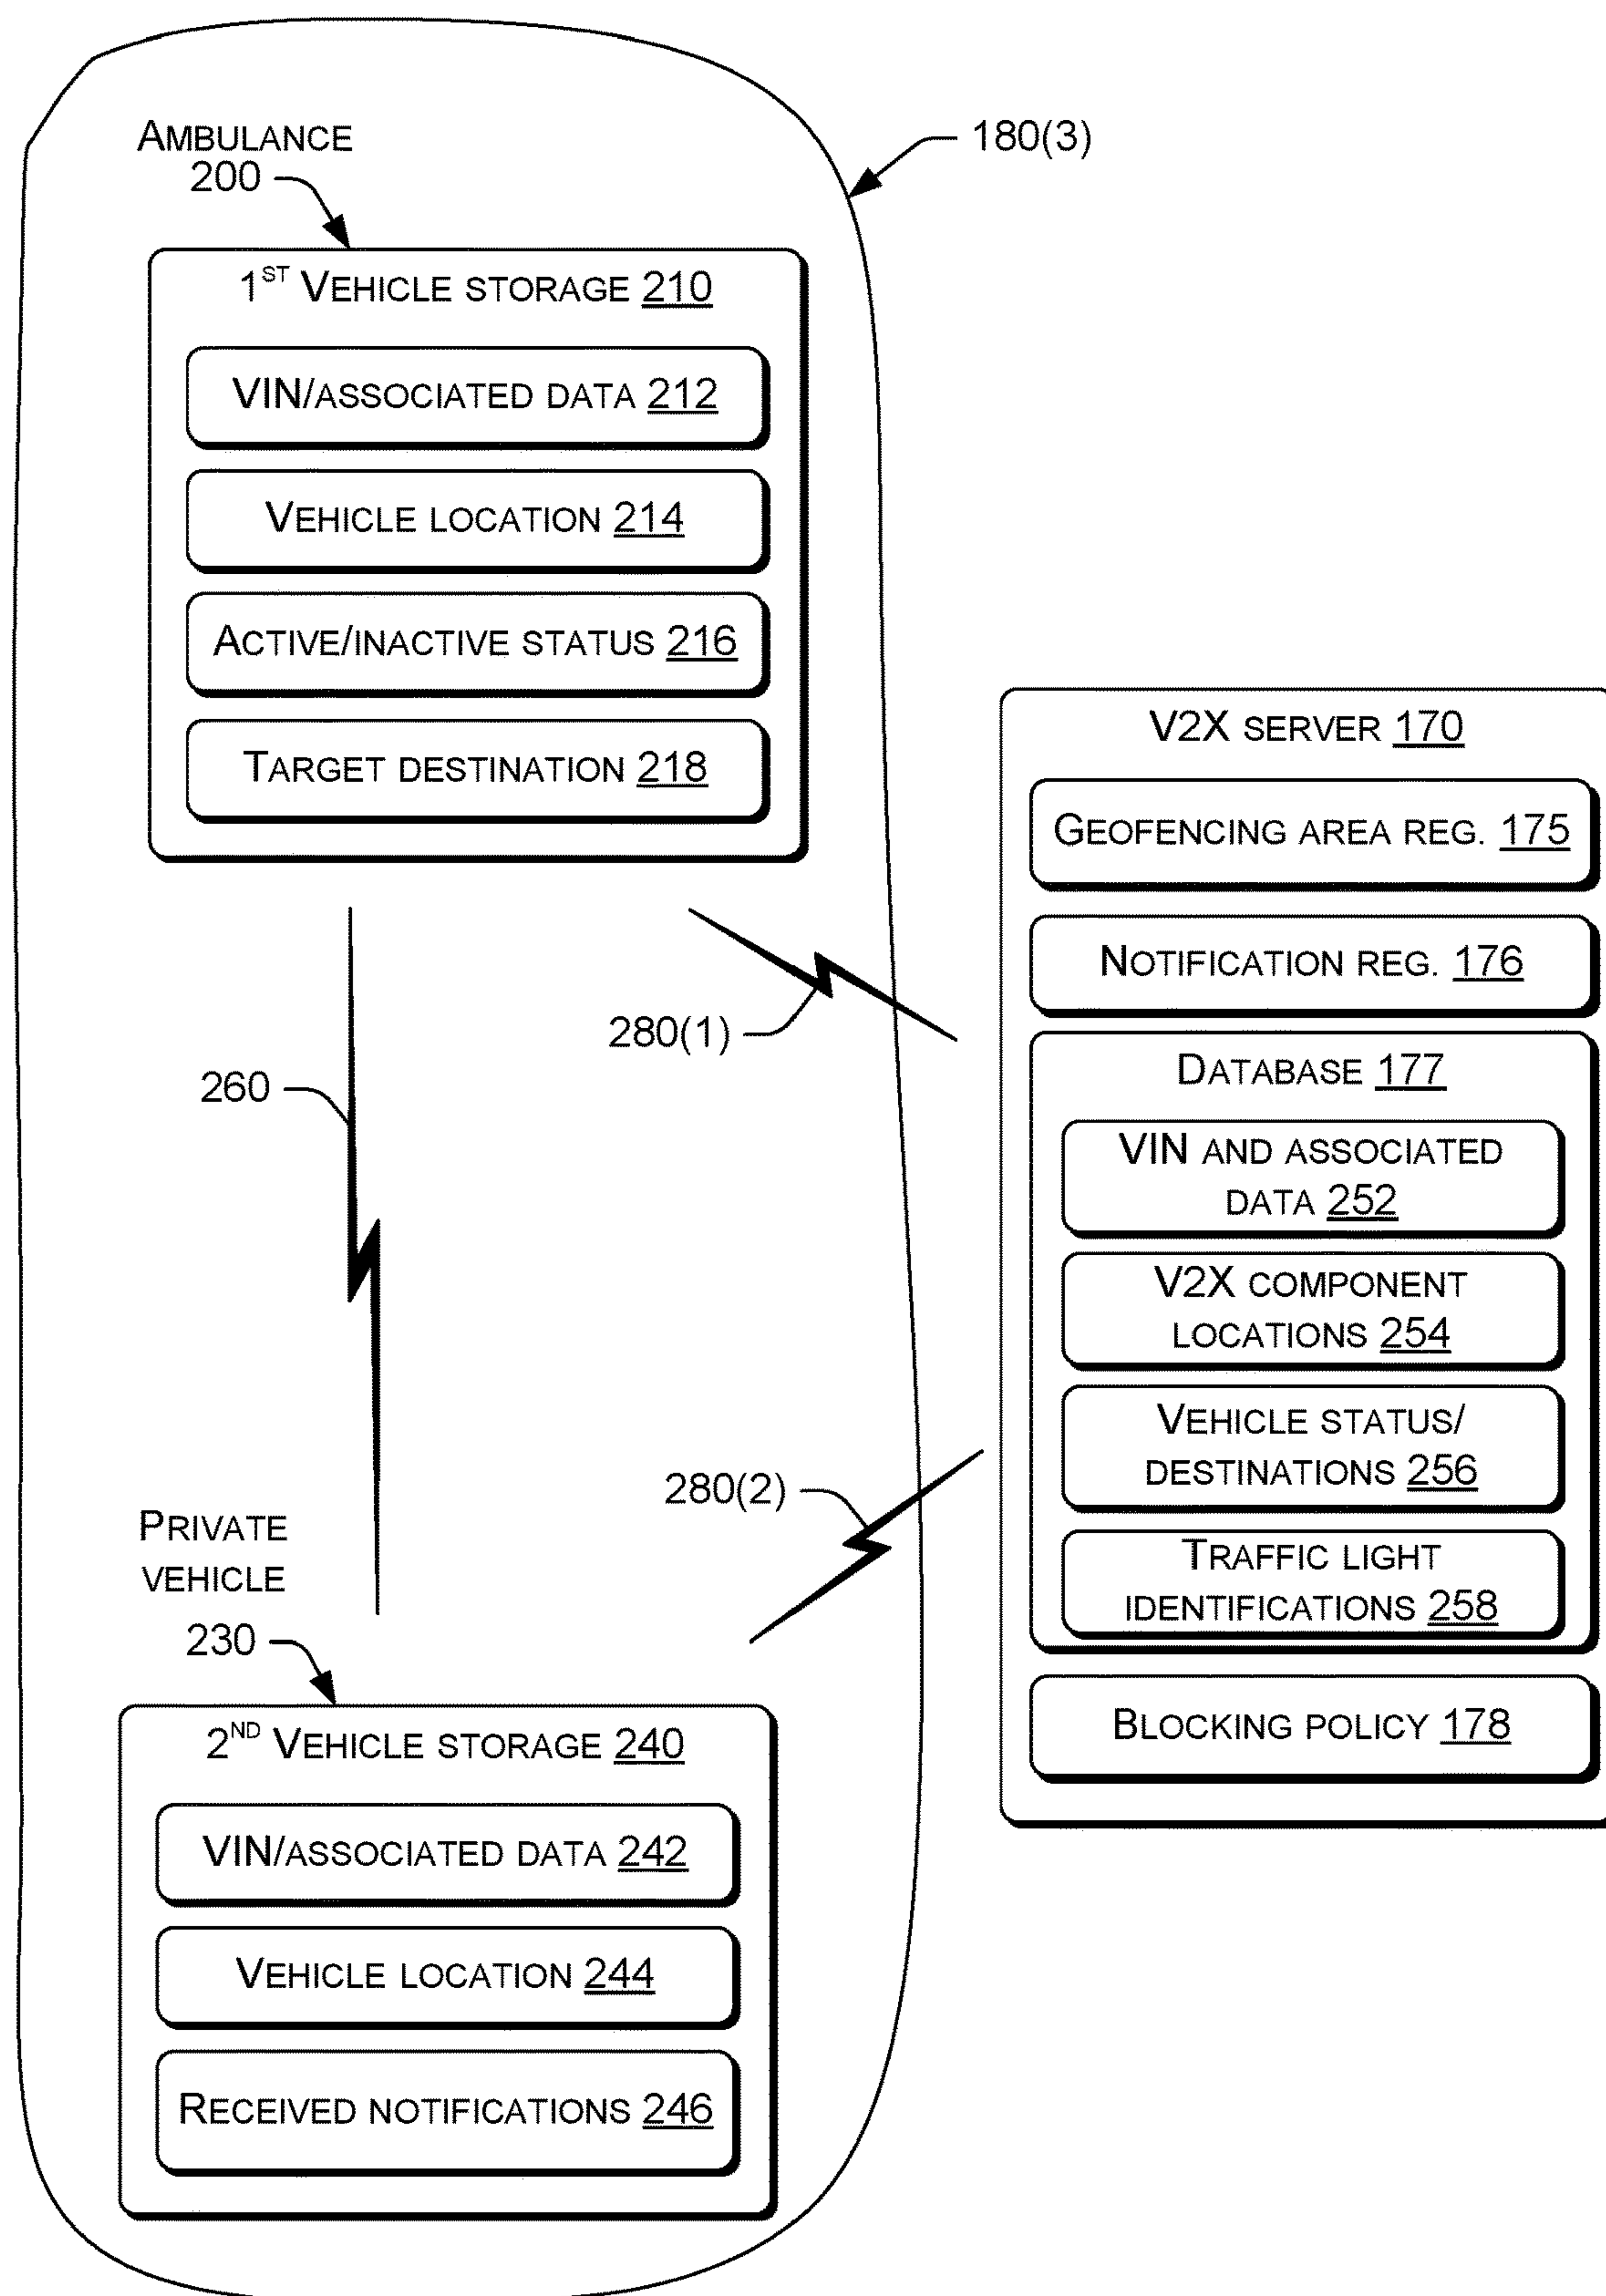 AMBULANCE
200
180(3)
1ST VEHICLE STORAGE 210
VIN/ASSOCIATED DATA 212
VEHICLE LOCATION 214
ACTIVE/INACTIVE STATUS 216
TARGET DESTINATION 218
280(1)
260
280(2)
PRIVATE
VEHICLE
230
2ND VEHICLE STORAGE 240
VIN/ASSOCIATED DATA 242
VEHICLE LOCATION 244
RECEIVED NOTIFICATIONS 246
V2X SERVER 170
GEOFENCING AREA REG. 175
NOTIFICATION REG. 176
DATABASE 177
VIN AND ASSOCIATED
DATA 252
V2X COMPONENT
LOCATIONS 254
VEHICLE STATUS/
DESTINATIONS 256
TRAFFIC LIGHT
IDENTIFICATIONS 258
BLOCKING POLICY 178